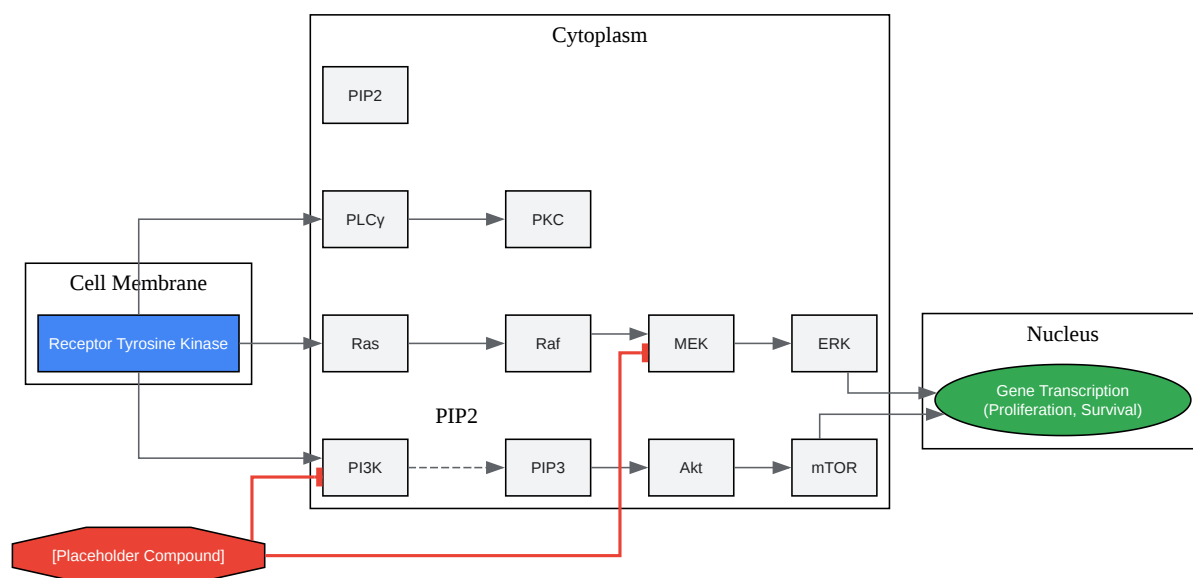 Cytoplasm
PIP2
PLCγ
PKC
Cell Membrane
Receptor Tyrosine Kinase
Ras
Raf
MEK
ERK
Nucleus
Gene Transcription
(Proliferation, Survival)
PIP2
PI3K
PIP3
Akt
mTOR
[Placeholder Compound]